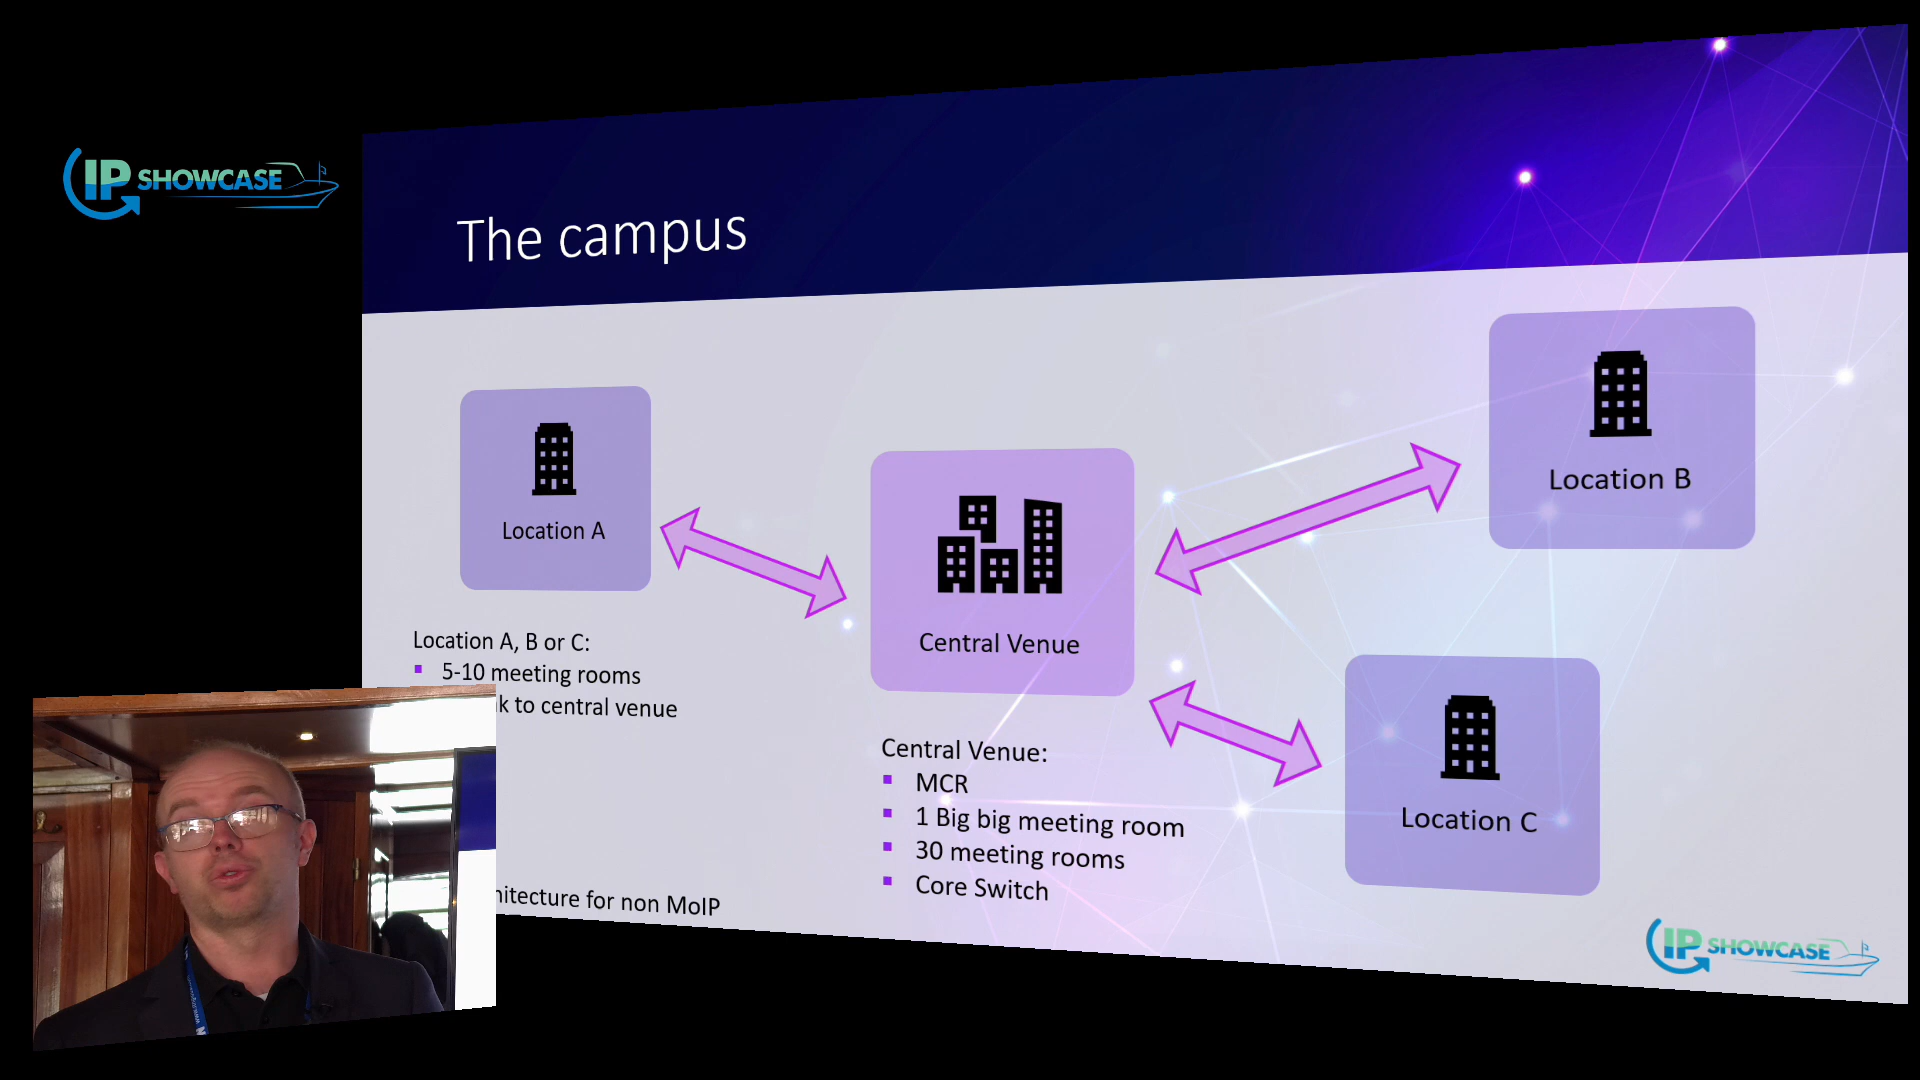 IP SHOWCASE
The campus
Location A
Location B
Central Venue
Location C
Location A, B or C:
5-10 meeting rooms
to central venue
Central Venue:
MCR
1 Big big meeting room
30 meeting rooms
Core Switch
for non MoIP
IP SHOWCASE